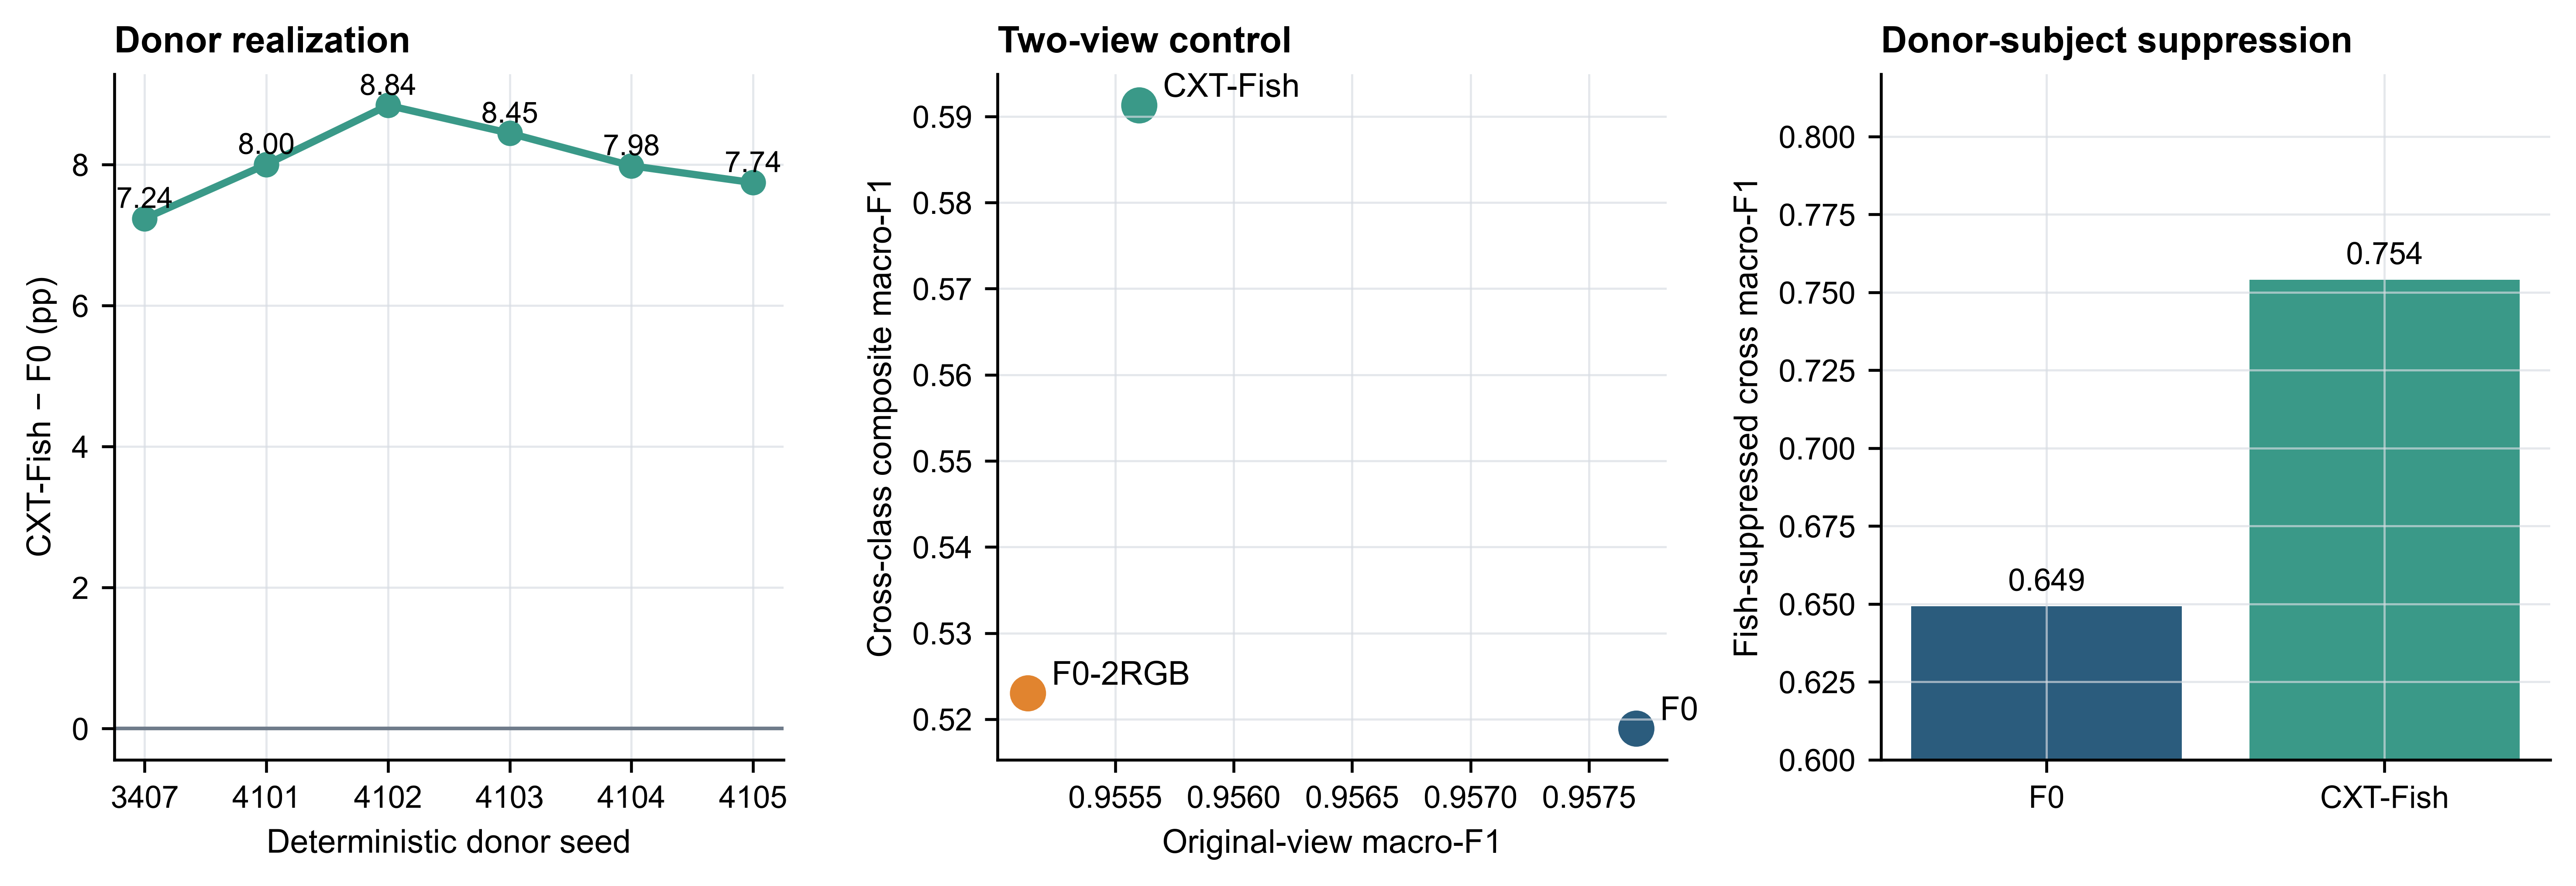 Donor realization
CXT-Fish − F0 (pp)
8
6
4
2
0
7.24
8.00
8.84
8.45
7.98
7.74
3407 4101 4102 4103 4104 4105
Deterministic donor seed
Two-view control
Cross-class composite macro-F1
0.59
0.58
0.57
0.56
0.55
0.54
0.53
0.52
CXT-Fish
F0-2RGB
F0
0.9555 0.9560 0.9565 0.9570 0.9575
Original-view macro-F1
Donor-subject suppression
Fish-suppressed cross macro-F1
0.800
0.775
0.750
0.725
0.700
0.675
0.650
0.625
0.600
0.649
0.754
F0 CXT-Fish